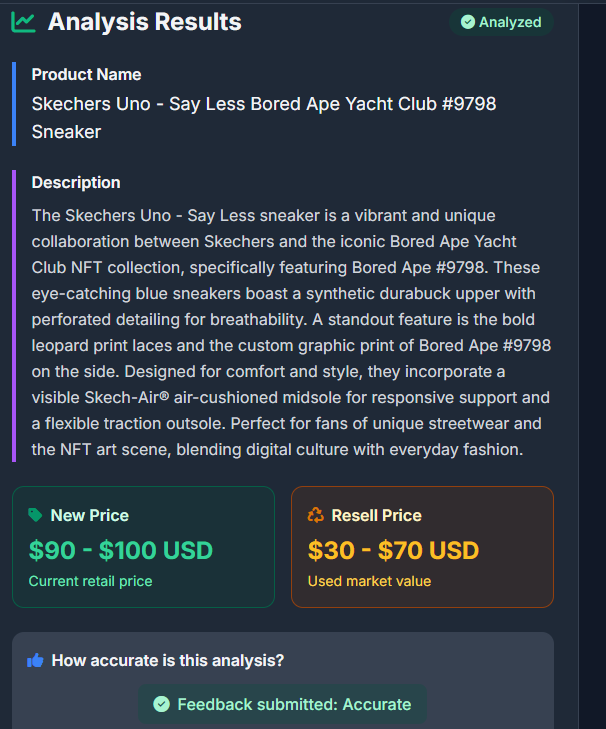 Analysis Results
Analyzed
Product Name
Skechers Uno - Say Less Bored Ape Yacht Club #9798
Sneaker
Description
The Skechers Uno - Say Less sneaker is a vibrant and unique
collaboration between Skechers and the iconic Bored Ape Yacht
Club NFT collection, specifically featuring Bored Ape #9798. These
eye-catching blue sneakers boast a synthetic durabuck upper with
perforated detailing for breathability. A standout feature is the bold
leopard print laces and the custom graphic print of Bored Ape #9798
on the side. Designed for comfort and style, they incorporate a
visible Skech-Air® air-cushioned midsole for responsive support and
a flexible traction outsole. Perfect for fans of unique streetwear and
the NFT art scene, blending digital culture with everyday fashion.
New Price
$90 - $100 USD
Current retail price
Resell Price
$30 - $70 USD
Used market value
How accurate is this analysis?
Feedback submitted: Accurate